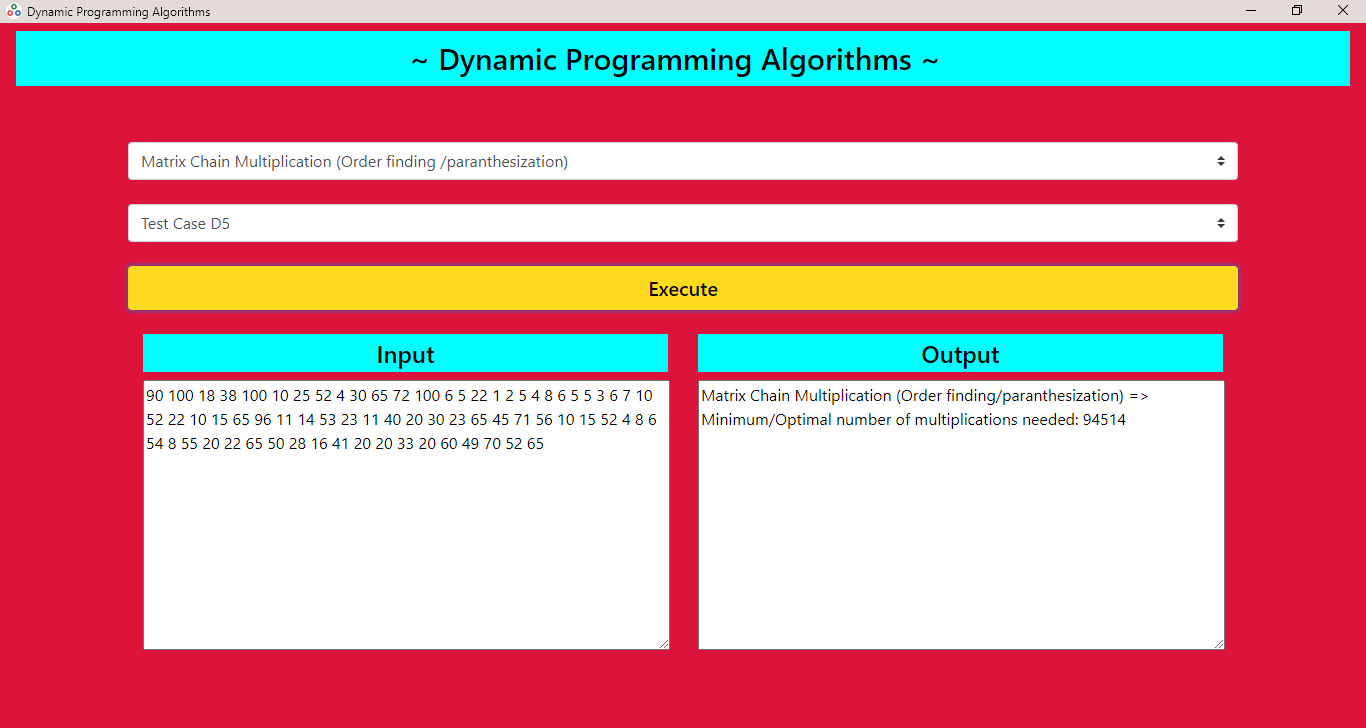 Dynamic Programming Algorithms
~ Dynamic Programming Algorithms ~
Matrix Chain Multiplication (Order finding /paranthesization)
Test Case D5
Execute
Input
90 100 18 38 100 10 25 52 4 30 65 72 100 6 5 22 1 2 5 4 8 6 5 5 3 6 7 10
52 22 10 15 65 96 11 14 53 23 11 40 20 30 23 65 45 71 56 10 15 52 4 8 6
54 8 55 20 22 65 50 28 16 41 20 20 33 20 60 49 70 52 65
Output
Matrix Chain Multiplication (Order finding/paranthesization) =>
Minimum/Optimal number of multiplications needed: 94514